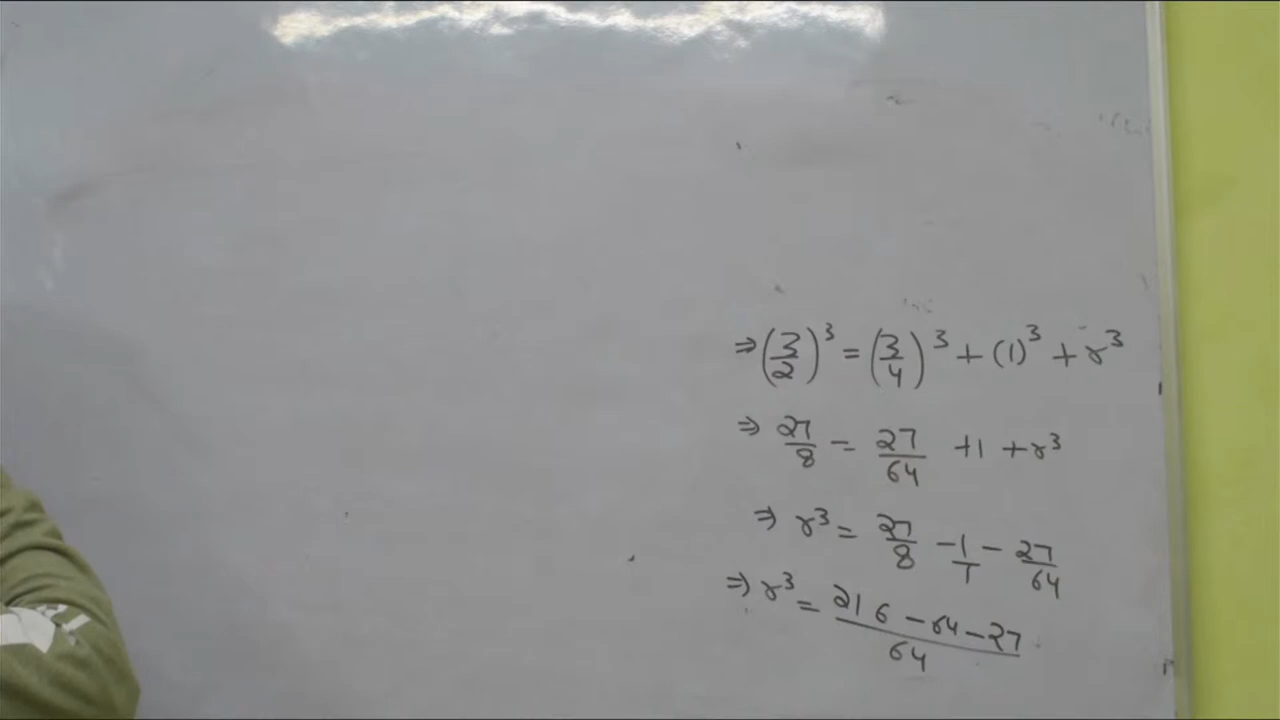 ⇒ (3/2)³ = (3/4)³ + (1)³ + r³
⇒ 27/8 = 27/64 + 1 + r³
⇒ r³ = 27/8 - 1/1 - 27/64
⇒ r³ = (216 - 64 - 27)/64